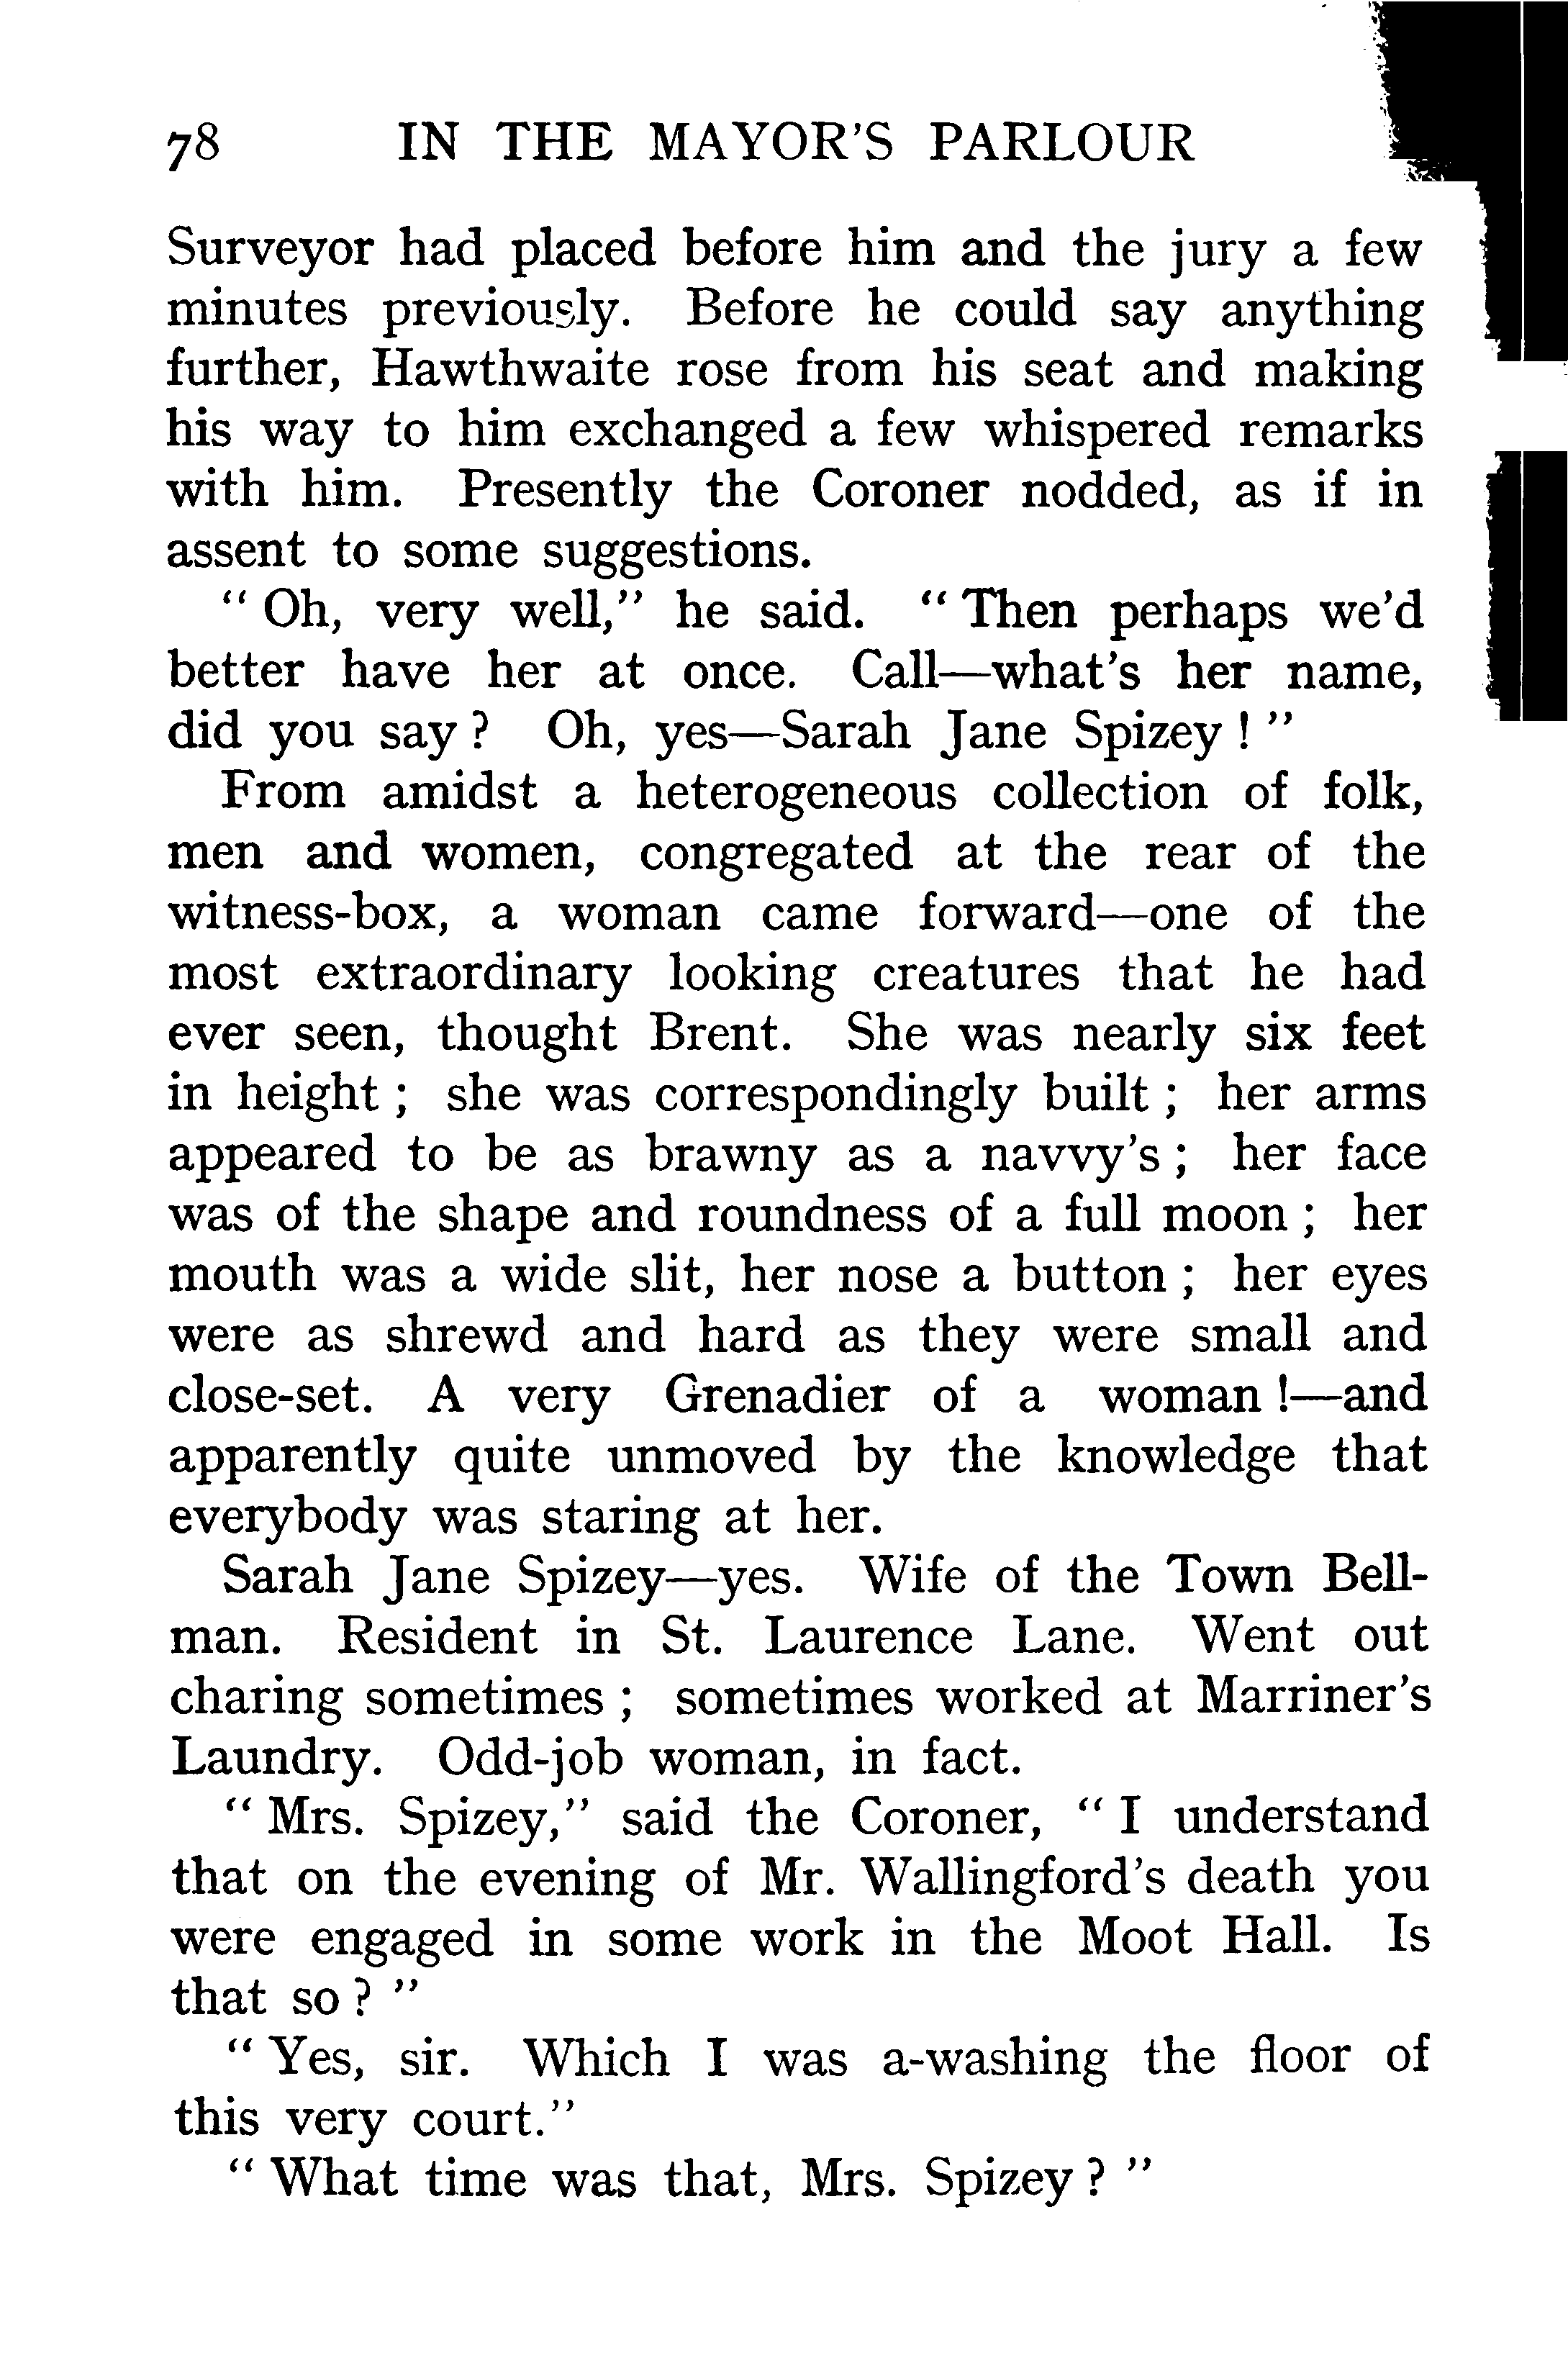 78 IN THE MAYOR'S PARLOUR
Surveyor had placed before him and the jury a few
minutes previously. Before he could say anything
further, Hawthwaite rose from his seat and making
his way to him exchanged a few whispered remarks
with him. Presently the Coroner nodded, as if in
assent to some suggestions.
“ Oh, very well,” he said. “ Then perhaps we’d
better have her at once. Call—what’s her name,
did you say ? Oh, yes—Sarah Jane Spizey ! ”
From amidst a heterogeneous collection of folk,
men and women, congregated at the rear of the
witness-box, a woman came forward—one of the
most extraordinary looking creatures that he had
ever seen, thought Brent. She was nearly six feet
in height ; she was correspondingly built ; her arms
appeared to be as brawny as a navvy’s ; her face
was of the shape and roundness of a full moon ; her
mouth was a wide slit, her nose a button ; her eyes
were as shrewd and hard as they were small and
close-set. A very Grenadier of a woman !—and
apparently quite unmoved by the knowledge that
everybody was staring at her.
Sarah Jane Spizey—yes. Wife of the Town Bell-
man. Resident in St. Laurence Lane. Went out
charing sometimes ; sometimes worked at Marriner’s
Laundry. Odd-job woman, in fact.
“ Mrs. Spizey,” said the Coroner, “ I understand
that on the evening of Mr. Wallingford’s death you
were engaged in some work in the Moot Hall. Is
that so ? ”
“ Yes, sir. Which I was a-washing the floor of
this very court.”
“ What time was that, Mrs. Spizey ? ”